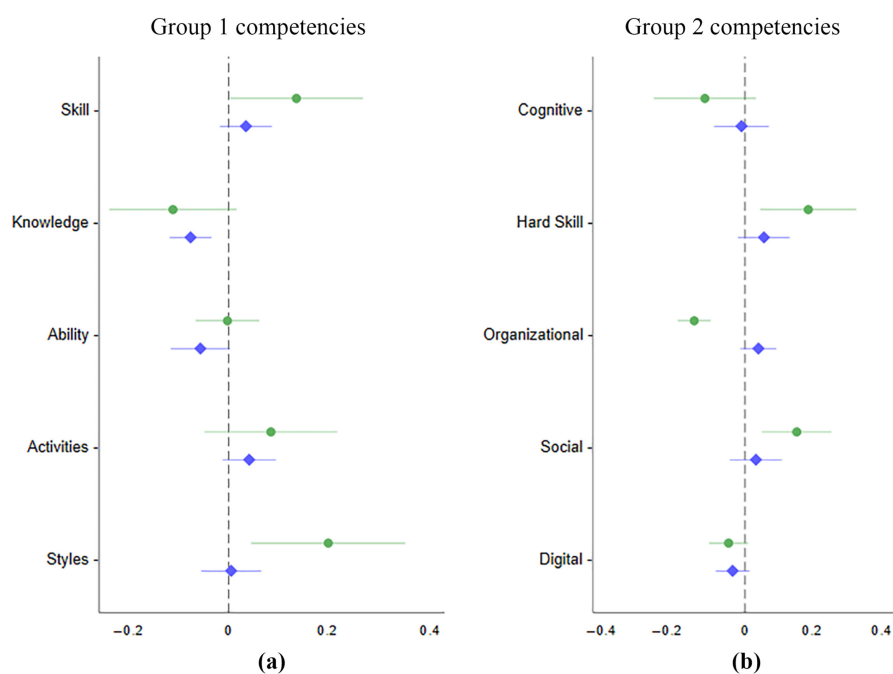 Group 1 competencies
Skill
Knowledge
Ability
Activities
Styles
−0.2 0 0.2 0.4
(a)
Group 2 competencies
Cognitive
Hard Skill
Organizational
Social
Digital
−0.4 −0.2 0 0.2 0.4
(b)